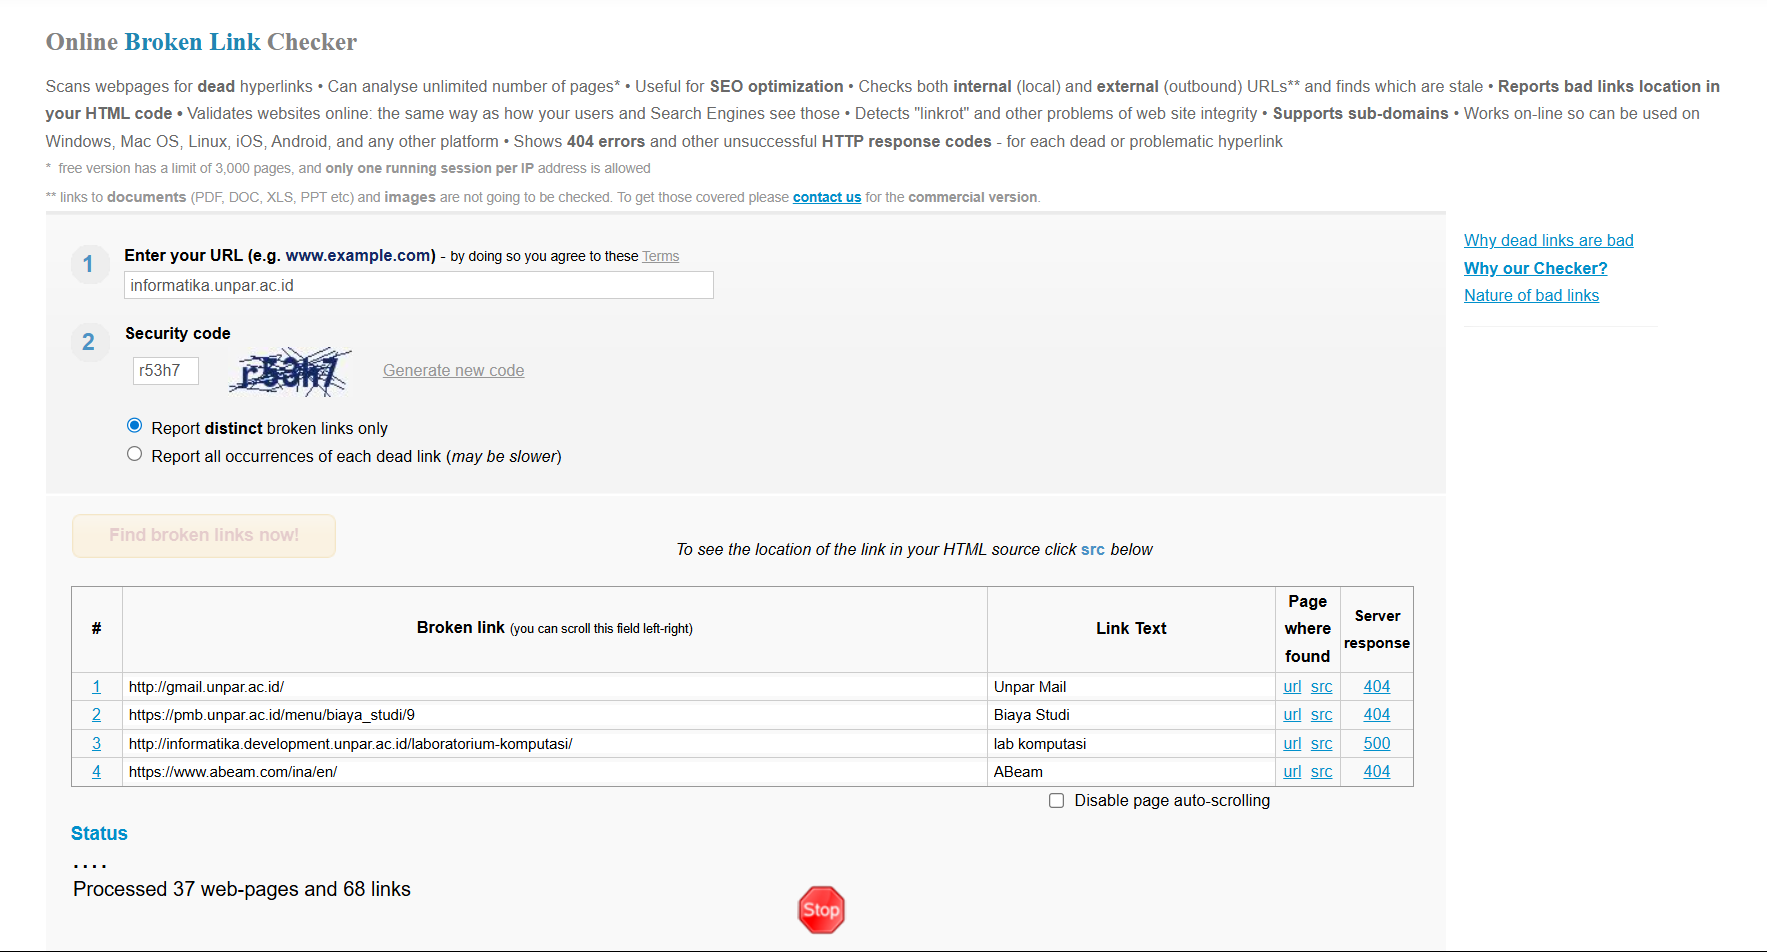 Online Broken Link Checker
Scans webpages for dead hyperlinks • Can analyse unlimited number of pages* • Useful for SEO optimization • Checks both internal (local) and external (outbound) URLs** and finds which are stale • Reports bad links location in
your HTML code • Validates websites online: the same way as how your users and Search Engines see those • Detects "linkrot" and other problems of web site integrity • Supports sub-domains • Works on-line so can be used on
Windows, Mac OS, Linux, iOS, Android, and any other platform • Shows 404 errors and other unsuccessful HTTP response codes - for each dead or problematic hyperlink
* free version has a limit of 3,000 pages, and only one running session per IP address is allowed
** links to documents (PDF, DOC, XLS, PPT etc) and images are not going to be checked. To get those covered please contact us for the commercial version.
Why dead links are bad
Why our Checker?
Nature of bad links
1 Enter your URL (e.g. www.example.com) - by doing so you agree to these Terms
informatika.unpar.ac.id
2 Security code
r53h7 r53h7 Generate new code
Report distinct broken links only
Report all occurrences of each dead link (may be slower)
Find broken links now!
To see the location of the link in your HTML source click src below
# Broken link (you can scroll this field left-right) Link Text Page where found Server response
1 http://gmail.unpar.ac.id/ Unpar Mail url src 404
2 https://pmb.unpar.ac.id/menu/biaya_studi/9 Biaya Studi url src 404
3 http://informatika.development.unpar.ac.id/laboratorium-komputasi/ lab komputasi url src 500
4 https://www.abeam.com/ina/en/ ABeam url src 404
Disable page auto-scrolling
Status
....
Processed 37 web-pages and 68 links
Stop